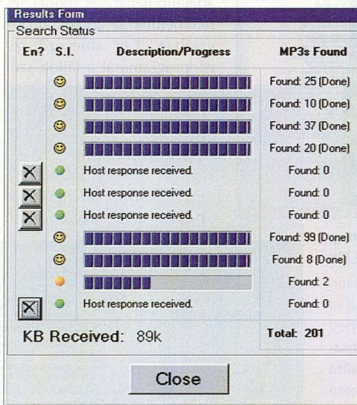 Results Form
Search Status
En? S.I. Description/Progress MP3s Found
Found: 25 (Done)
Found: 10 (Done)
Found: 37 (Done)
Found: 20 (Done)
Host response received. Found: 0
Host response received. Found: 0
Host response received. Found: 0
Found: 99 (Done)
Found: 8 (Done)
Found: 2
Host response received. Found: 0
KB Received: 89k Total: 201
Close